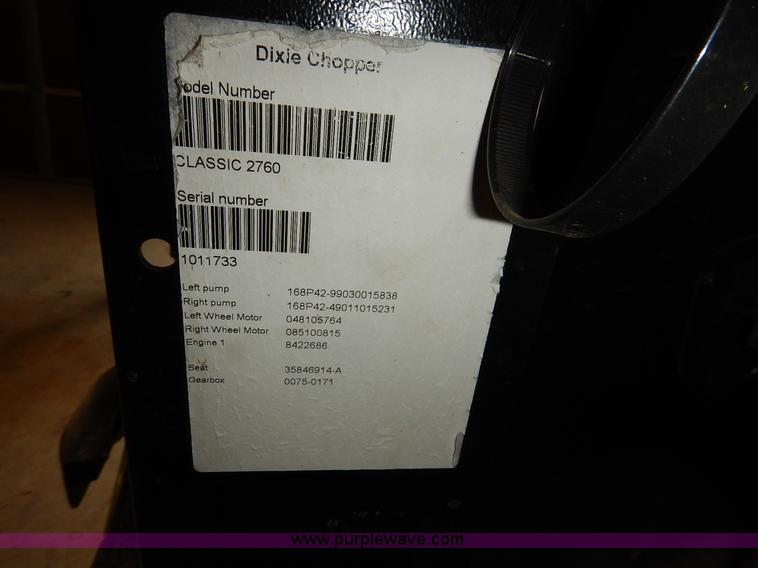 Dixie Chopper
odel Number
CLASSIC 2760
Serial number
1011733
Left pump 168P42-99030015838
Right pump 168P42-49011015231
Left Wheel Motor 048105764
Right Wheel Motor 085100815
Engine 1 8422686
Seat 35846914-A
Gearbox 0075-0171
www.purplewave.com